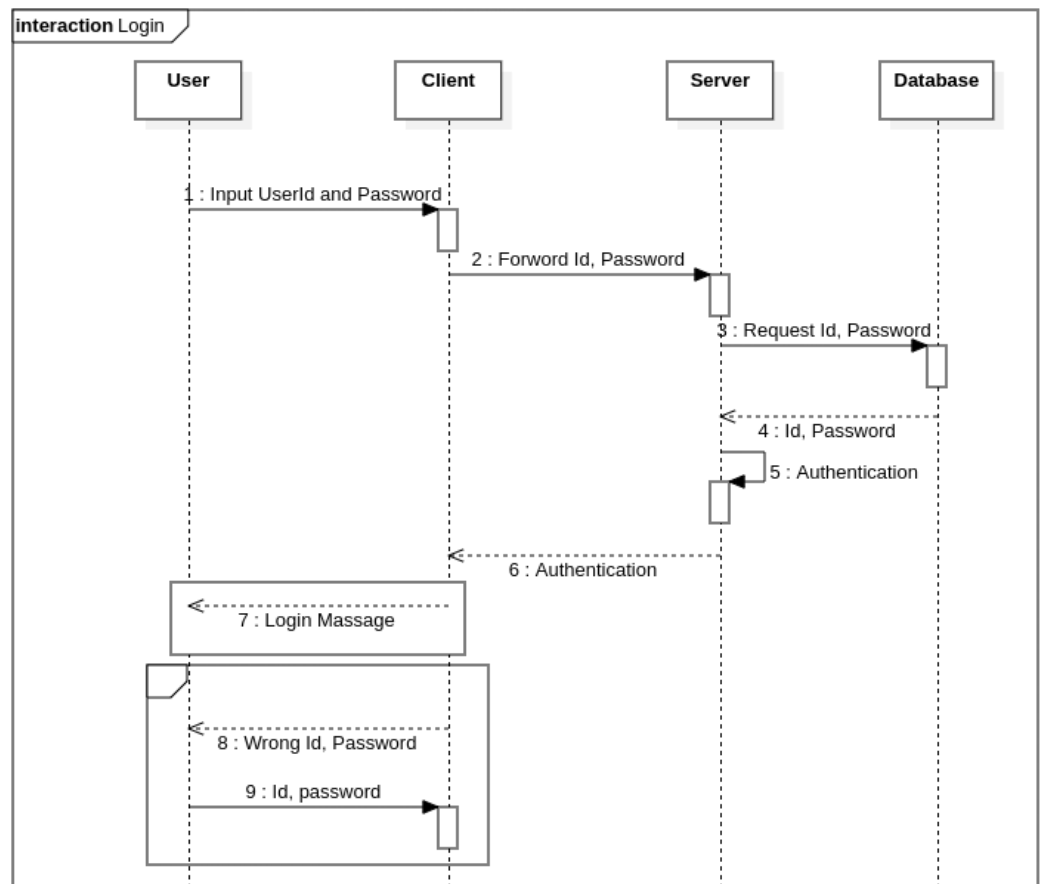 interaction Login
User
Client
Server
Database
1 : Input UserId and Password
2 : Forword Id, Password
3 : Request Id, Password
4 : Id, Password
5 : Authentication
6 : Authentication
7 : Login Massage
8 : Wrong Id, Password
9 : Id, password